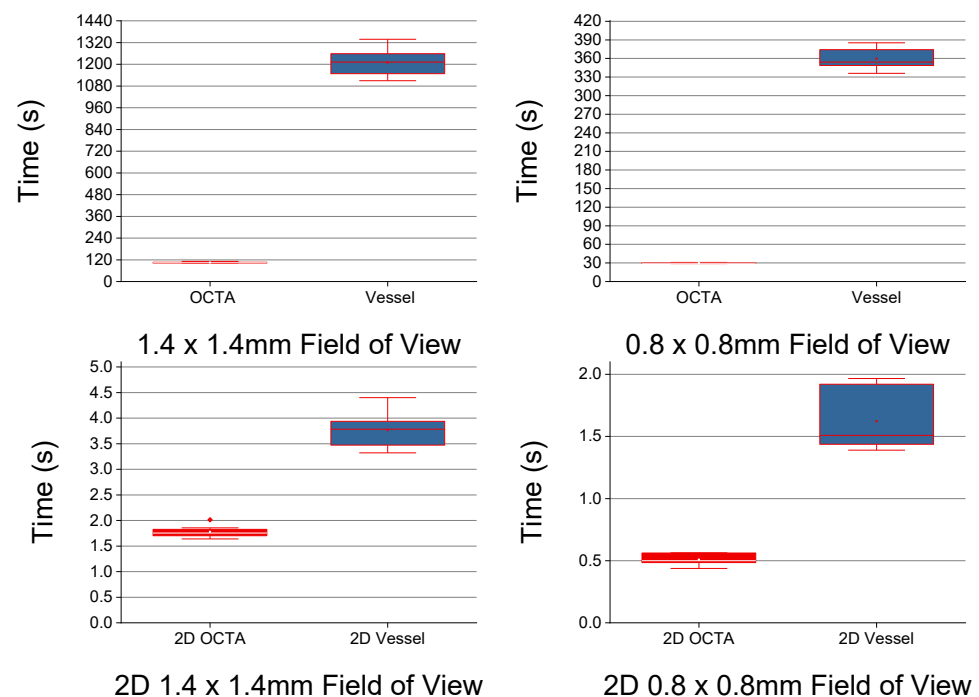 1440
1320
1200
1080
960
840
720
600
480
360
240
120
0
Time (s)
OCTA
Vessel
1.4 x 1.4mm Field of View
420
390
360
330
300
270
240
210
180
150
120
90
60
30
0
Time (s)
OCTA
Vessel
0.8 x 0.8mm Field of View
5.0
4.5
4.0
3.5
3.0
2.5
2.0
1.5
1.0
0.5
0.0
Time (s)
2D OCTA
2D Vessel
2D 1.4 x 1.4mm Field of View
2.0
1.5
1.0
0.5
0.0
Time (s)
2D OCTA
2D Vessel
2D 0.8 x 0.8mm Field of View